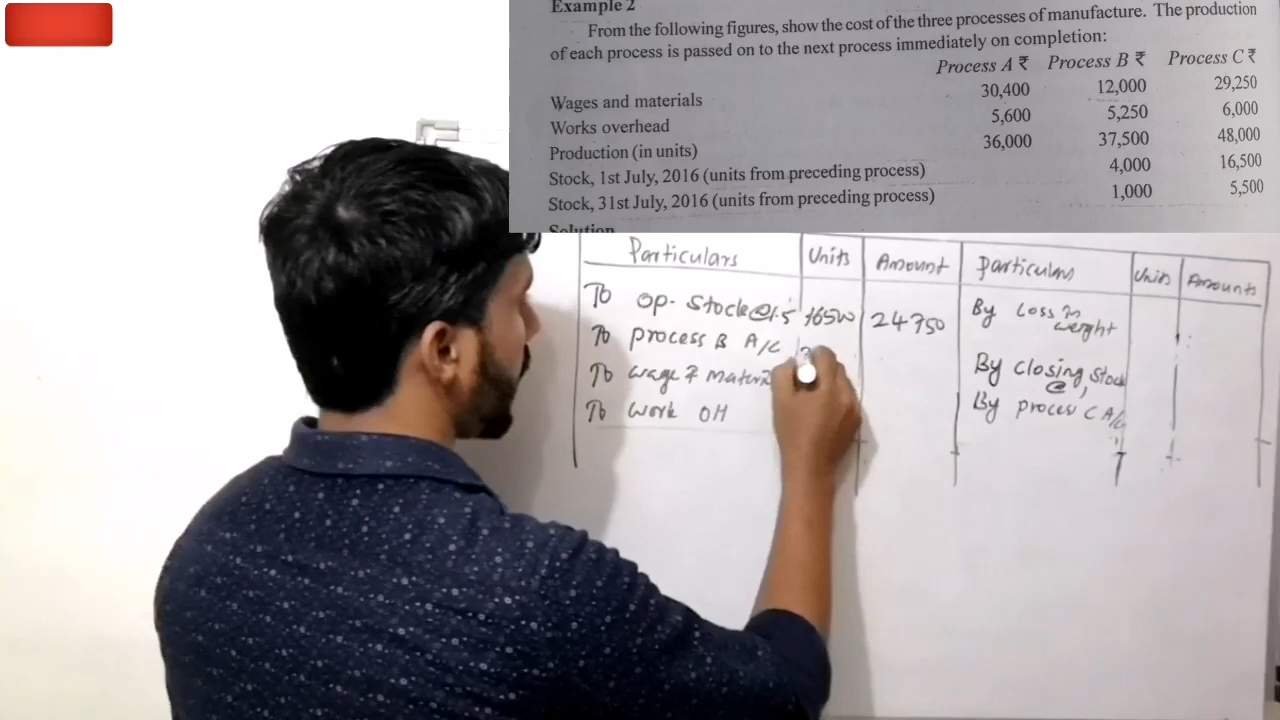 Example 2
From the following figures, show the cost of the three processes of manufacture. The production
of each process is passed on to the next process immediately on completion:
Process A ₹ Process B ₹ Process C ₹
Wages and materials 30,400 12,000 29,250
Works overhead 5,600 5,250 6,000
Production (in units) 36,000 37,500 48,000
Stock, 1st July, 2016 (units from preceding process) 4,000 16,500
Stock, 31st July, 2016 (units from preceding process) 1,000 5,500
Solution
Particulars Units Amount Particulars Units Amounts
To Op. Stock@1.5 16500 24750 By Loss in weight
To process B A/C
To wage & By closing stock @
To work OH By process C A/C